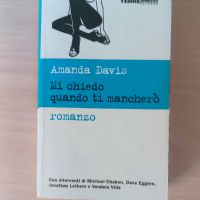 TERRE
Amanda Davis
Mi chiedo
quando ti mancherò
romanzo
Con interventi di Michael Chabon, Dave Eggers,
Jonathan Lethem e Vendela Vida